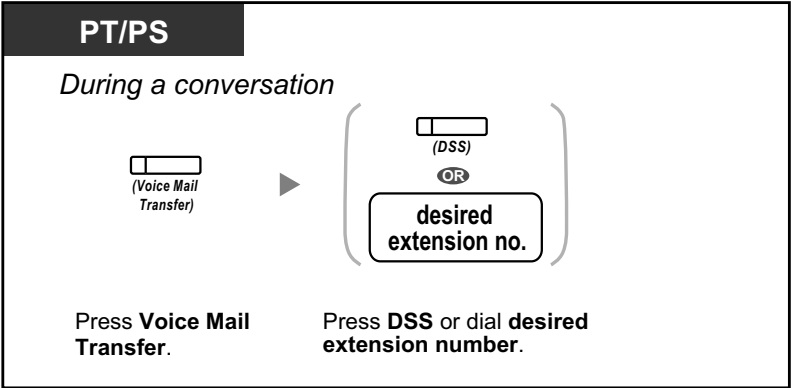 PT/PS
During a conversation
(Voice Mail
Transfer)
(DSS)
OR
desired
extension no.
Press Voice Mail
Transfer.
Press DSS or dial desired
extension number.